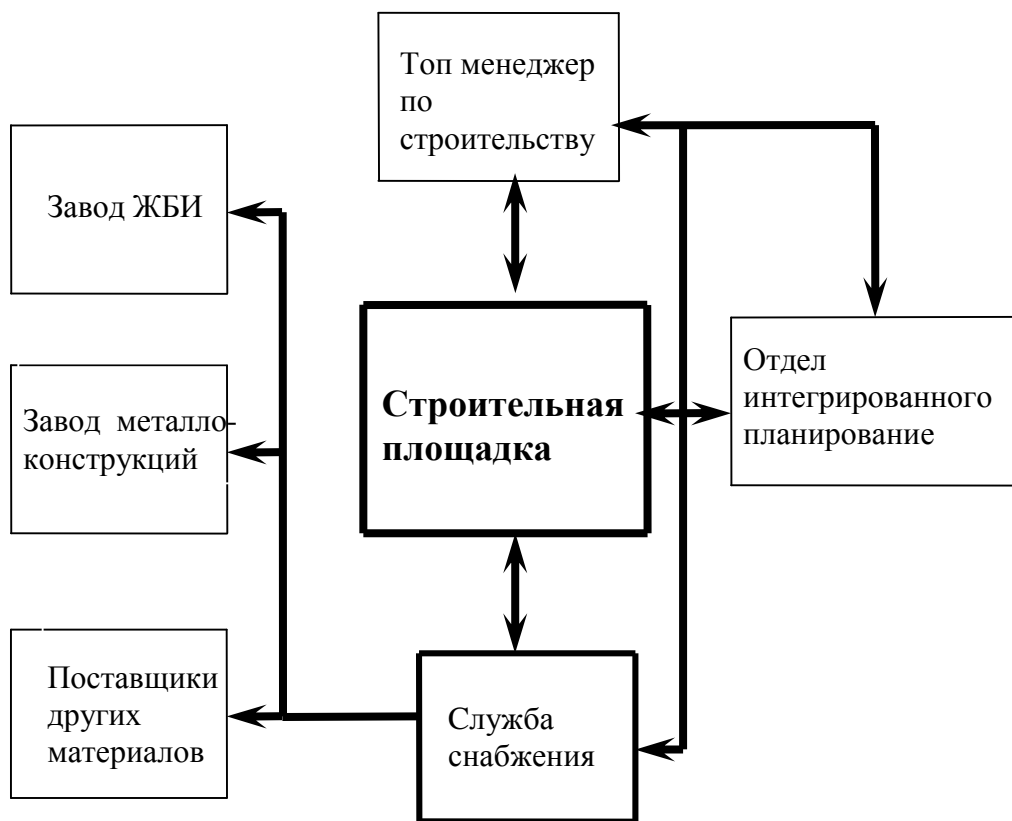 Топ менеджер
по
строительству
Завод ЖБИ
Строительная
площадка
Отдел
интегрированного
планирование
Завод металло-
конструкций
Поставщики
других
материалов
Служба
снабжения